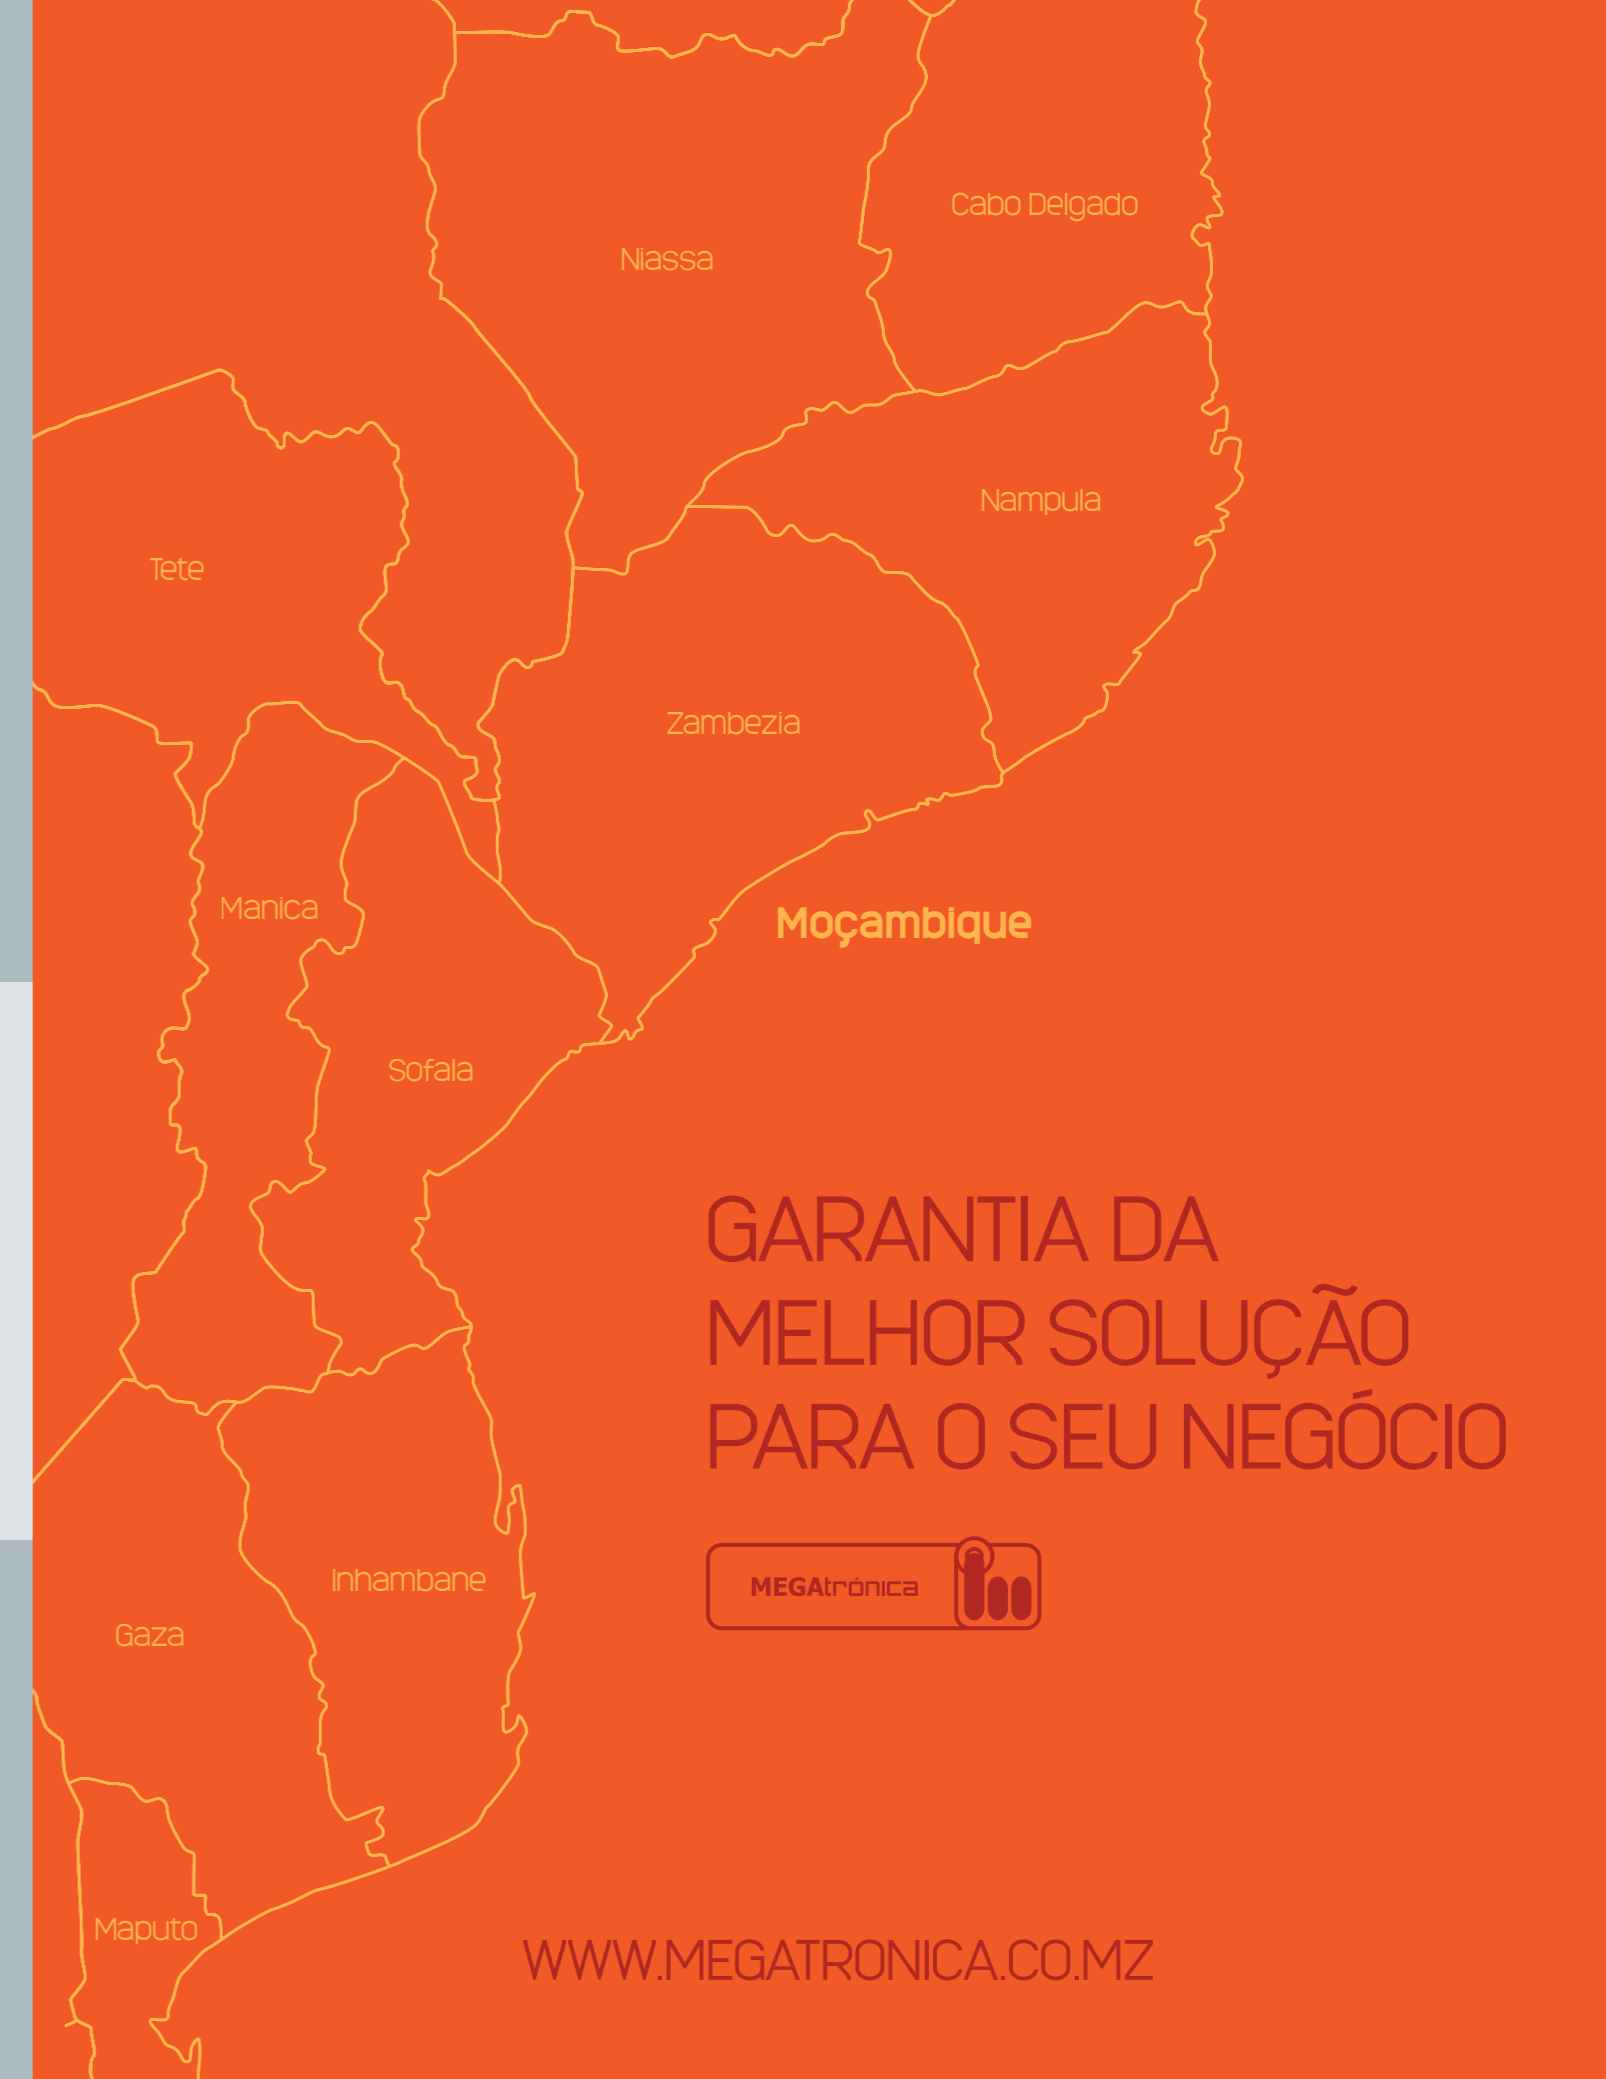 Cabo Delgado
Niassa
Nampula
Tete
Zambezia
Manica
Moçambique
Sofala
GARANTIA DA
MELHOR SOLUÇÃO
PARA O SEU NEGÓCIO
Inhambane
MEGAtrónica
Gaza
Maputo
WWW.MEGATRONICA.CO.MZ